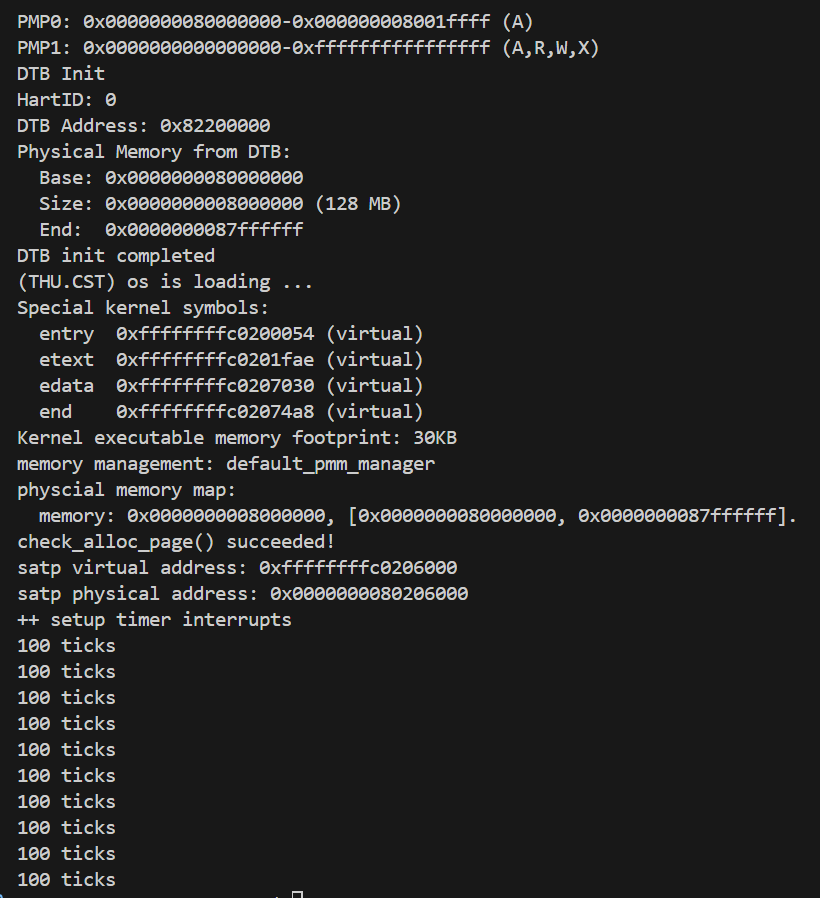 PMP0: 0x0000000080000000-0x000000008001ffff (A)
PMP1: 0x0000000000000000-0xffffffffffffffff (A,R,W,X)
DTB Init
HartID: 0
DTB Address: 0x82200000
Physical Memory from DTB:
  Base: 0x0000000080000000
  Size: 0x0000000008000000 (128 MB)
  End:  0x0000000087ffffff
DTB init completed
(THU.CST) os is loading ...
Special kernel symbols:
  entry  0xffffffffc0200054 (virtual)
  etext  0xffffffffc0201fae (virtual)
  edata  0xffffffffc0207030 (virtual)
  end    0xffffffffc02074a8 (virtual)
Kernel executable memory footprint: 30KB
memory management: default_pmm_manager
physcial memory map:
  memory: 0x0000000008000000, [0x0000000080000000, 0x0000000087ffffff].
check_alloc_page() succeeded!
satp virtual address: 0xffffffffc0206000
satp physical address: 0x0000000080206000
++ setup timer interrupts
100 ticks
100 ticks
100 ticks
100 ticks
100 ticks
100 ticks
100 ticks
100 ticks
100 ticks
100 ticks